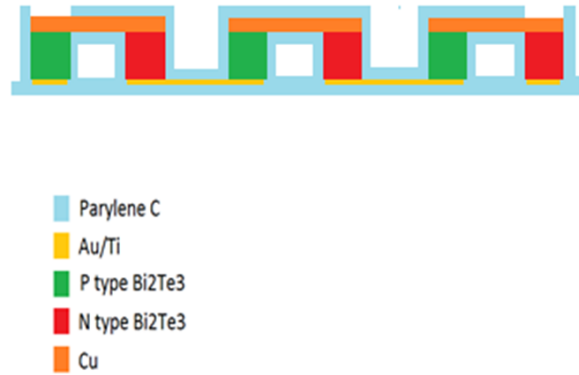 Parylene C
Au/Ti
P type Bi2Te3
N type Bi2Te3
Cu